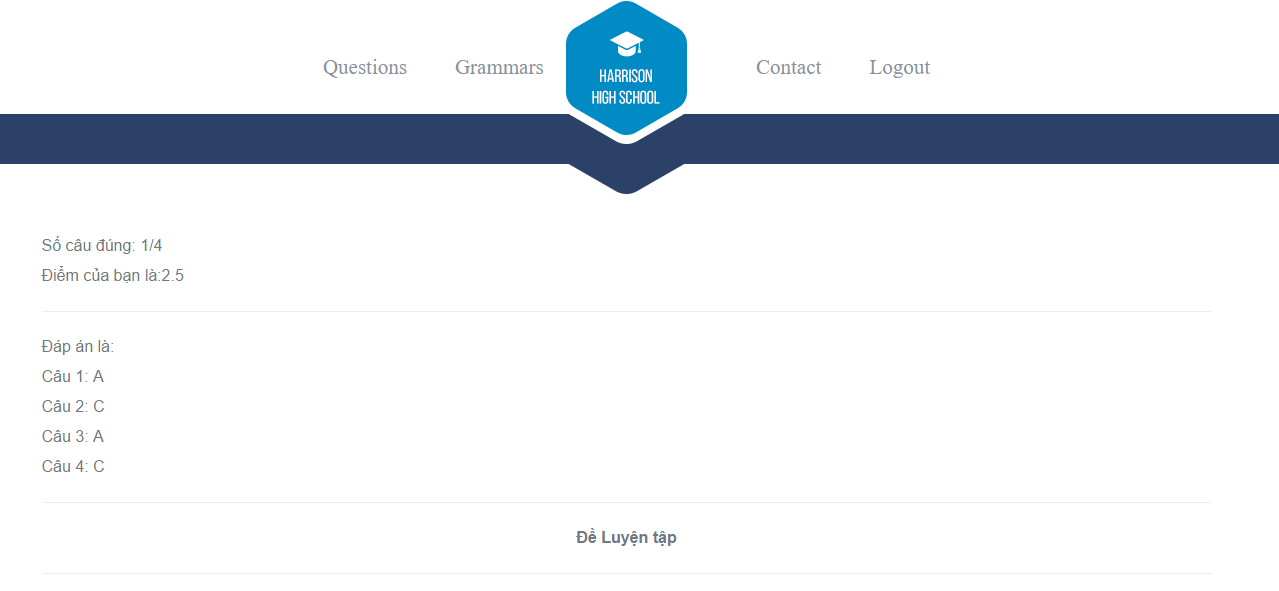 Questions
Grammars
HARRISON
HIGH SCHOOL
Contact
Logout
Số câu đúng: 1/4
Điểm của bạn là:2.5
Đáp án là:
Câu 1: A
Câu 2: C
Câu 3: A
Câu 4: C
Đề Luyện tập